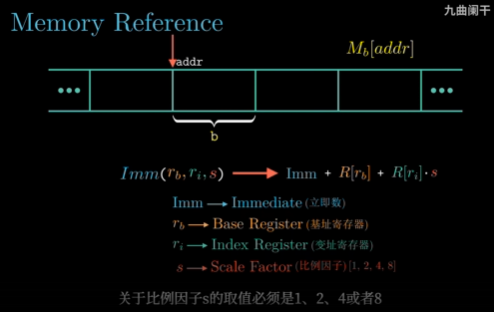 九曲阑干
Memory Reference
M_b[addr]
addr
••• •••
b
Imm(r_b, r_i, s) → Imm + R[r_b] + R[r_i]·s
Imm → Immediate (立即数)
r_b → Base Register (基址寄存器)
r_i → Index Register (变址寄存器)
s → Scale Factor (比例因子) [1, 2, 4, 8]
关于比例因子s的取值必须是1、2、4或者8